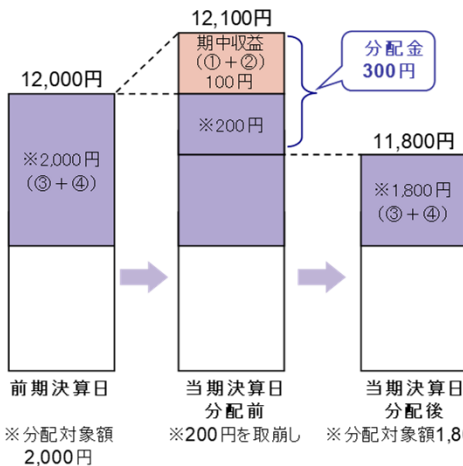 12,100円
期中収益
(①+②)
100円
分配金
300円
12,000円
※200円
11,800円
※2,000円
(③+④)
※1,800円
(③+④)
前期決算日
当期決算日
分配前
当期決算日
分配後
※分配対象額
2,000円
※200円を取崩し
※分配対象額1,8